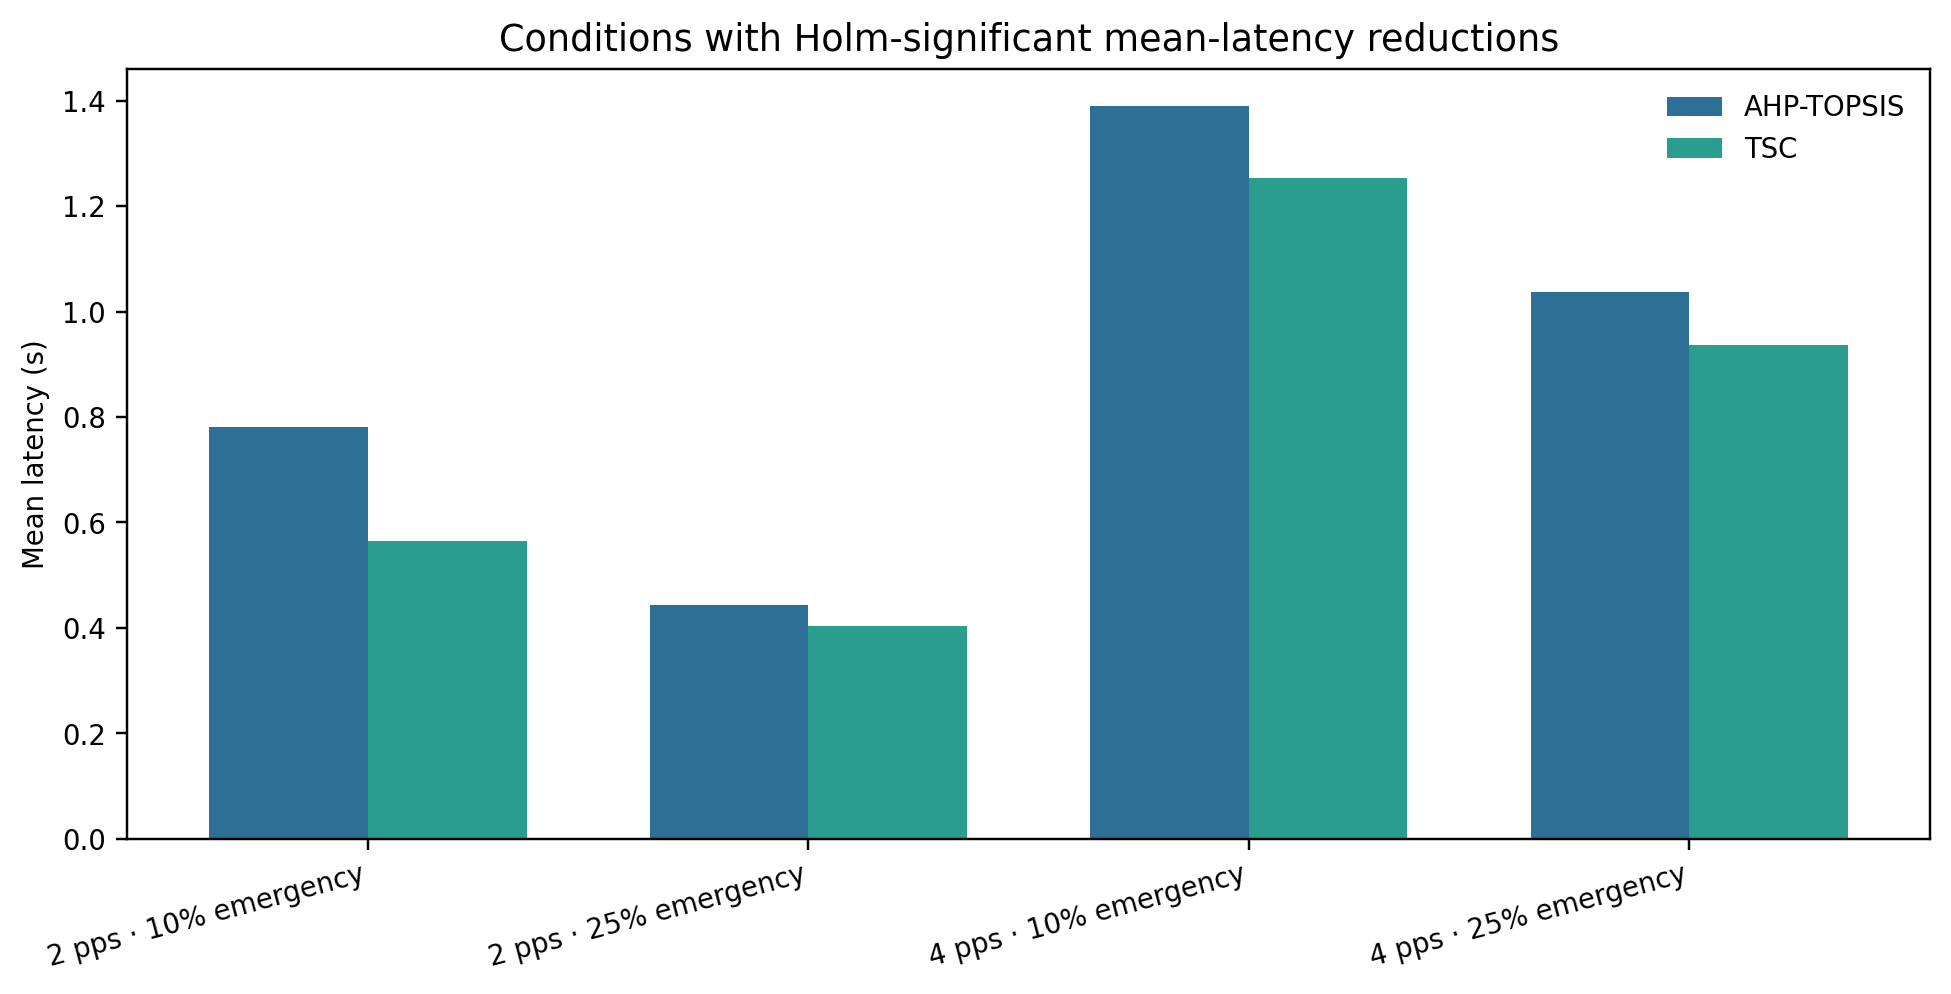 Conditions with Holm-significant mean-latency reductions
AHP-TOPSIS
TSC
Mean latency (s)
1.4
1.2
1.0
0.8
0.6
0.4
0.2
0.0
2 pps · 10% emergency
2 pps · 25% emergency
4 pps · 10% emergency
4 pps · 25% emergency